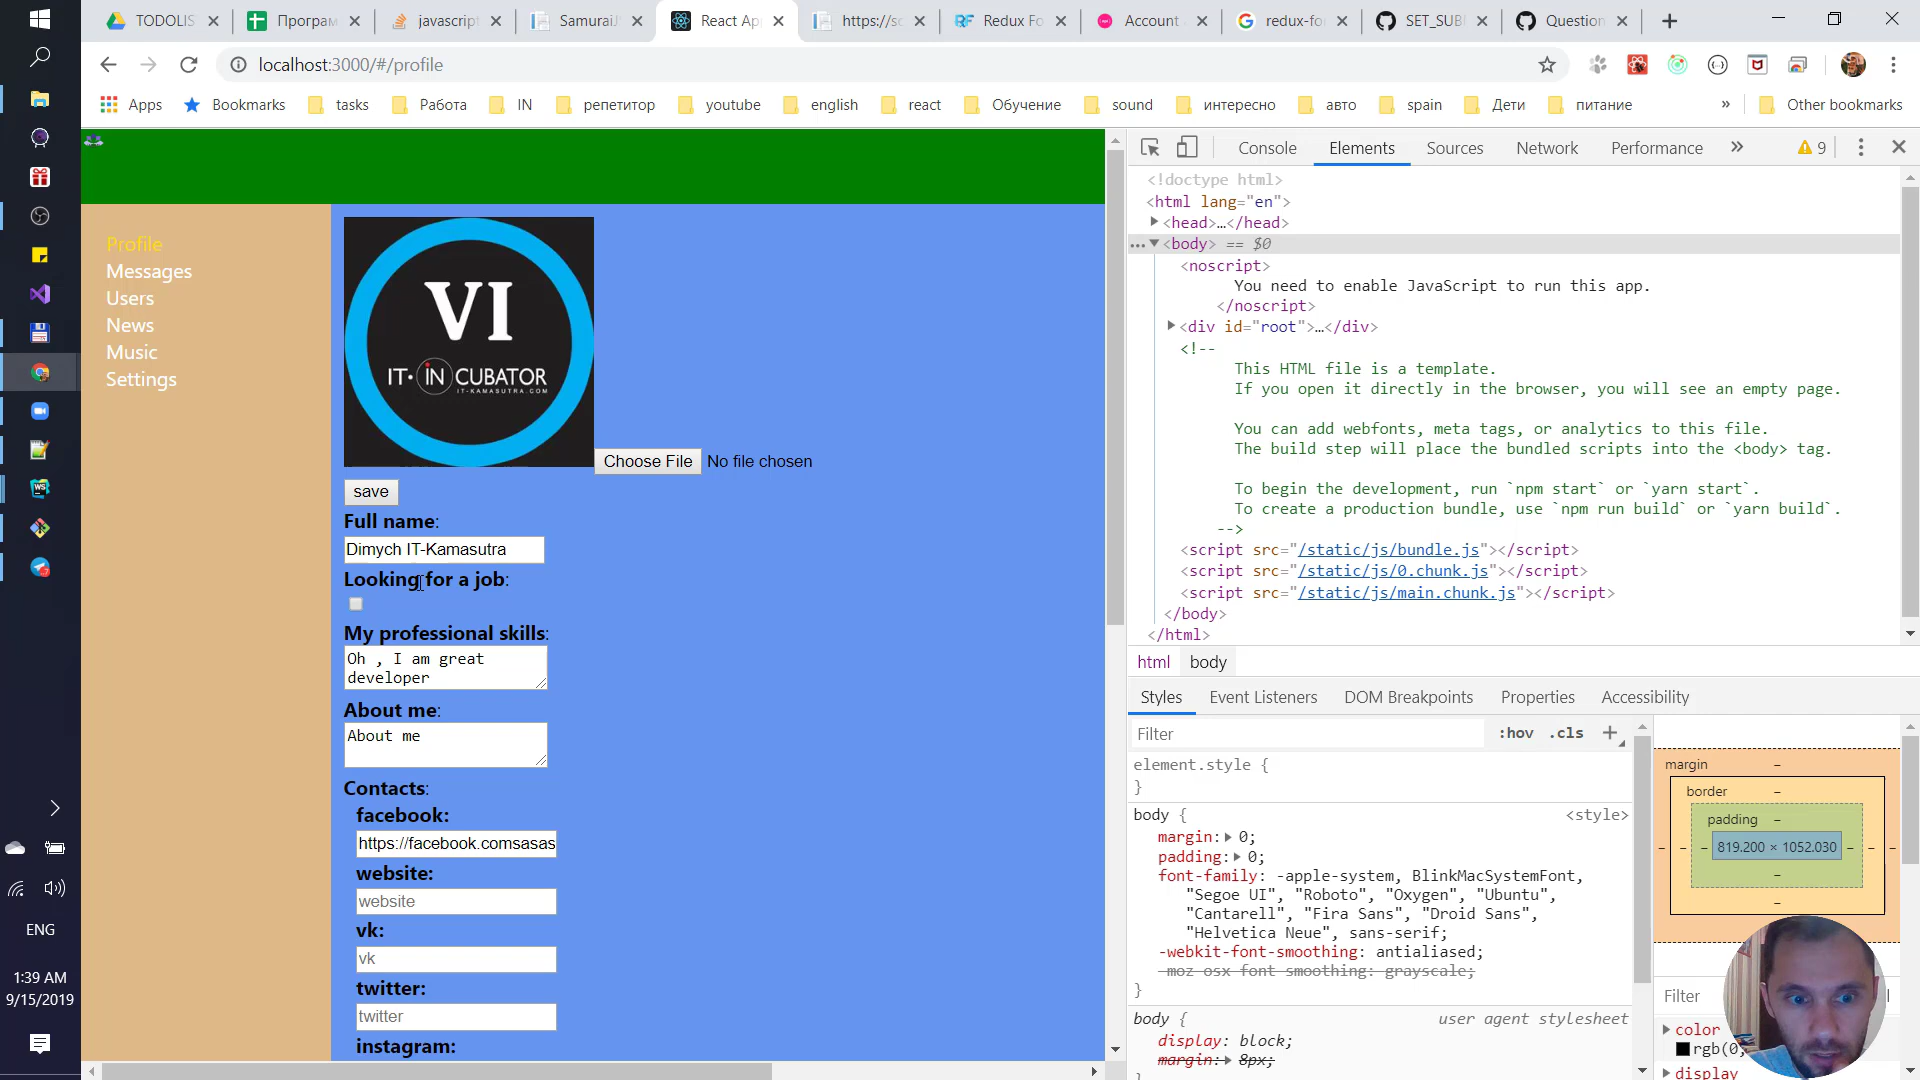 TODOLIS
Програм
javascript
SamuraiJ
React Ap
https://sc
Redux Fo
Account
redux-fo
SET_SUB
Question
localhost:3000/#/profile
Apps
Bookmarks
tasks
Работа
IN
репетитор
youtube
english
react
Обучение
sound
интересно
авто
spain
Дети
питание
»
Other bookmarks
Profile
Messages
Users
News
Music
Settings
VI
IT· IN CUBATOR
IT-KAMASUTRA.COM
Choose File No file chosen
save
Full name:
Dimych IT-Kamasutra
Looking for a job:
My professional skills:
Oh , I am great
developer
About me:
About me
Contacts:
facebook:
https://facebook.comsasas
website:
website
vk:
vk
twitter:
twitter
instagram:
Console
Elements
Sources
Network
Performance
»
9
<!doctype html>
<html lang="en">
<head>…</head>
<body> == $0
<noscript>
You need to enable JavaScript to run this app.
</noscript>
<div id="root">…</div>
<!--
This HTML file is a template.
If you open it directly in the browser, you will see an empty page.
You can add webfonts, meta tags, or analytics to this file.
The build step will place the bundled scripts into the <body> tag.
To begin the development, run `npm start` or `yarn start`.
To create a production bundle, use `npm run build` or `yarn build`.
-->
<script src="/static/js/bundle.js"></script>
<script src="/static/js/0.chunk.js"></script>
<script src="/static/js/main.chunk.js"></script>
</body>
</html>
html body
Styles
Event Listeners
DOM Breakpoints
Properties
Accessibility
Filter
:hov .cls +
element.style {
}
body {
<style>
margin: 0;
padding: 0;
font-family: -apple-system, BlinkMacSystemFont,
"Segoe UI", "Roboto", "Oxygen", "Ubuntu",
"Cantarell", "Fira Sans", "Droid Sans",
"Helvetica Neue", sans-serif;
-webkit-font-smoothing: antialiased;
-moz-osx-font-smoothing: grayscale;
}
body {
user agent stylesheet
display: block;
margin: 8px;
margin –
border –
padding –
– – – 819.200 × 1052.030 – – –
–
–
Filter
color
rgb(0,
display
ENG
1:39 AM
9/15/2019